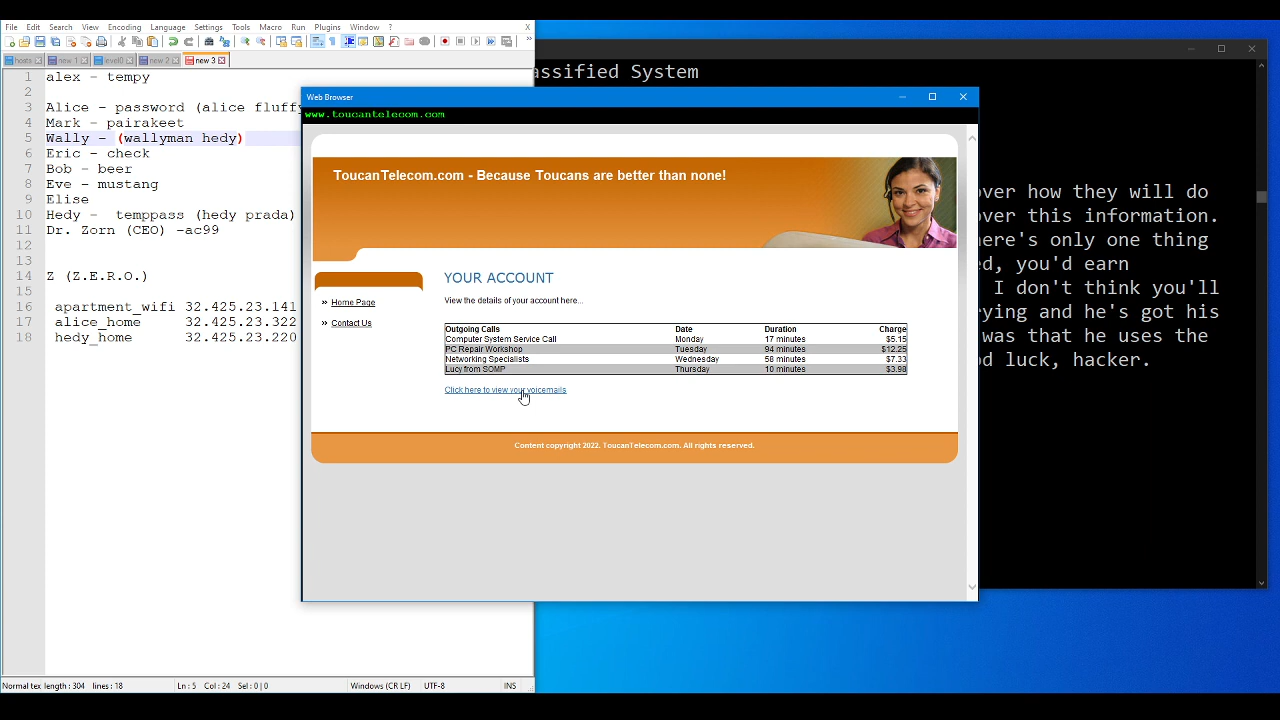 File Edit Search View Encoding Language Settings Tools Macro Run Plugins Window ? X
hosts new 1 level0 new 2 new 3
1 alex - tempy
2
3 Alice - password (alice fluffy
4 Mark - pairakeet
5 Wally - (wallyman hedy)
6 Eric - check
7 Bob - beer
8 Eve - mustang
9 Elise
10 Hedy - temppass (hedy prada)
11 Dr. Zorn (CEO) -ac99
12
13
14 Z (Z.E.R.O.)
15
16 apartment_wifi 32.425.23.141
17 alice_home 32.425.23.322
18 hedy_home 32.425.23.220
Normal tex length : 304 lines : 18 Ln : 5 Col : 24 Sel : 0 | 0 Windows (CR LF) UTF-8 INS
assified System
over how they will do
over this information.
here's only one thing
ed, you'd earn
I don't think you'll
rying and he's got his
was that he uses the
od luck, hacker.
Web Browser
www.toucantelecom.com
ToucanTelecom.com - Because Toucans are better than none!
» Home Page
» Contact Us
YOUR ACCOUNT
View the details of your account here...
Outgoing Calls Date Duration Charge
Computer System Service Call Monday 17 minutes $5.15
PC Repair Workshop Tuesday 94 minutes $12.25
Networking Specialists Wednesday 58 minutes $7.33
Lucy from SOMP Thursday 10 minutes $3.98
Click here to view your voicemails
Content copyright 2022. ToucanTelecom.com. All rights reserved.